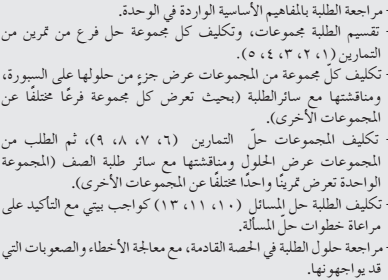 - مراجعة الطلبة بالمفاهيم الأساسية الواردة في الوحدة.
- تقسيم الطلبة مجموعات، وتكليف كل مجموعة حل فرع من تمرين من
التمارين (١، ٢، ٣، ٤، ٥).
- تكليف كلّ مجموعة من المجموعات عرض جزءٍ من حلولها على السبورة،
ومناقشتها مع سائر الطلبة (بحيث تعرض كل مجموعة فرعًا مختلفًا عن
المجموعات الأخرى).
- تكليف المجموعات حلّ التمارين (٦، ٧، ٨، ٩)، ثم الطلب من
المجموعات عرض الحلول ومناقشتها مع سائر طلبة الصف (المجموعة
الواحدة تعرض تمرينًا واحدًا مختلفًا عن المجموعات الأخرى).
- تكليف الطلبة حل المسائل (١٠، ١١، ١٣) كواجب بيتي مع التأكيد على
مراعاة خطوات حلّ المسألة.
- مراجعة حلول الطلبة في الحصة القادمة، مع معالجة الأخطاء والصعوبات التي
قد يواجهونها.